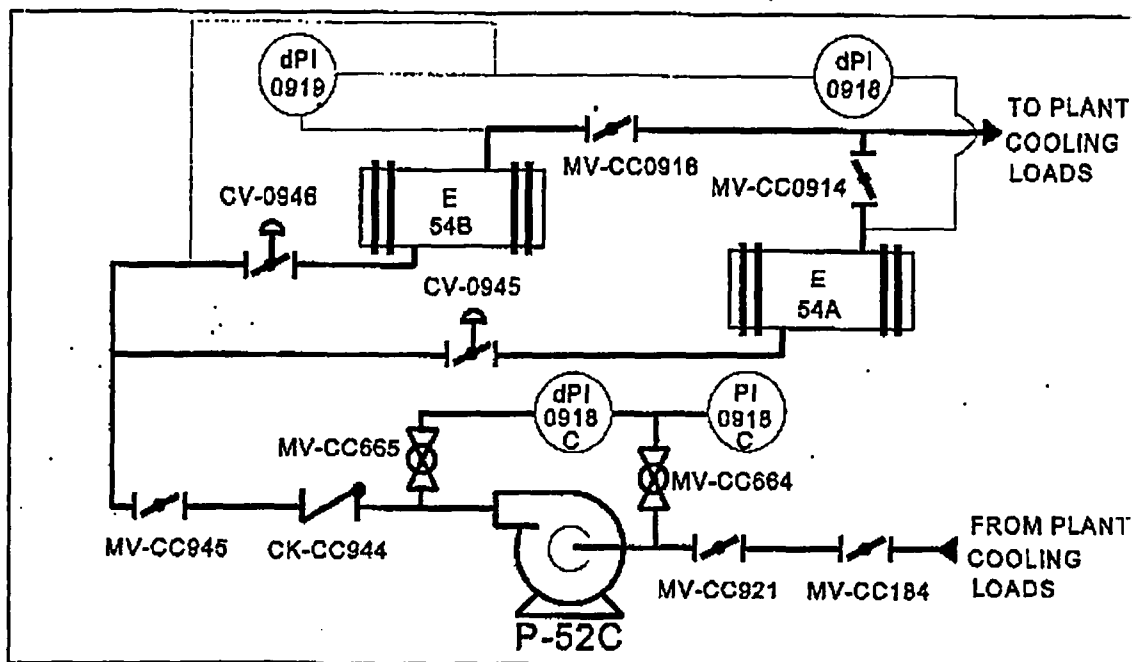 dPI
0919
dPI
0918
TO PLANT
COOLING
LOADS
MV-CC0916
MV-CC0914
CV-0946
E
54B
CV-0945
E
54A
dPI
0918
C
PI
0918
C
MV-CC665
MV-CC664
MV-CC945
CK-CC944
MV-CC921
MV-CC184
FROM PLANT
COOLING
LOADS
P-52C